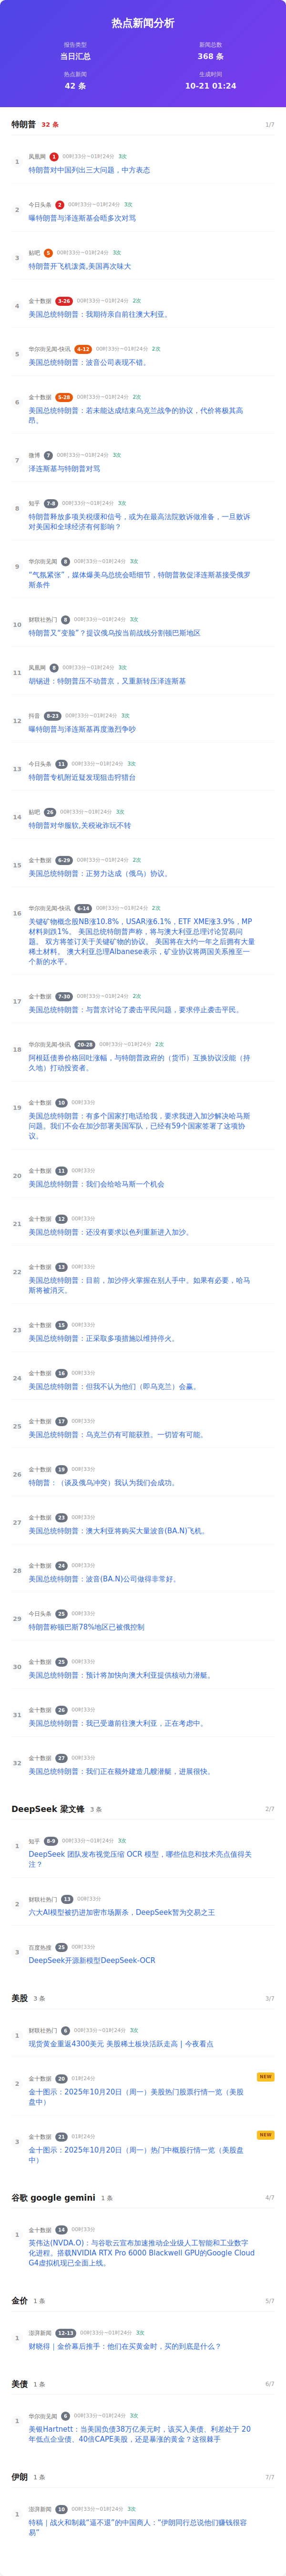 热点新闻分析
报告类型
当日汇总
新闻总数
368 条
热点新闻
42 条
生成时间
10-21 01:24
特朗普 32 条 1/7
1
凤凰网 1 00时33分~01时24分 3次
特朗普对中国列出三大问题，中方表态
2
今日头条 2 00时33分~01时24分 3次
曝特朗普与泽连斯基会晤多次对骂
3
贴吧 5 00时33分~01时24分 3次
特朗普开飞机泼粪,美国再次味大
4
金十数据 3-26 00时33分~01时24分 2次
美国总统特朗普：我期待亲自前往澳大利亚。
5
华尔街见闻-快讯 4-12 00时33分~01时24分 2次
美国总统特朗普：波音公司表现不错。
6
金十数据 5-28 00时33分~01时24分 2次
美国总统特朗普：若未能达成结束乌克兰战争的协议，代价将极其高
昂。
7
微博 7 00时33分~01时24分 3次
泽连斯基与特朗普对骂
8
知乎 7-8 00时33分~01时24分 3次
特朗普释放多项关税缓和信号，或为在最高法院败诉做准备，一旦败诉
对美国和全球经济有何影响？
9
华尔街见闻 8 00时33分~01时24分 3次
“气氛紧张”，媒体爆美乌总统会晤细节，特朗普敦促泽连斯基接受俄罗
斯条件
10
财联社热门 8 00时33分~01时24分 3次
特朗普又“变脸”？提议俄乌按当前战线分割顿巴斯地区
11
凤凰网 8 00时33分~01时24分 3次
胡锡进：特朗普压不动普京，又重新转压泽连斯基
12
抖音 8-23 00时33分~01时24分 3次
曝特朗普与泽连斯基再度激烈争吵
13
今日头条 11 00时33分~01时24分 3次
特朗普专机附近疑发现狙击狩猎台
14
贴吧 26 00时33分~01时24分 3次
特朗普对华服软,关税讹诈玩不转
15
金十数据 6-29 00时33分~01时24分 2次
美国总统特朗普：正努力达成（俄乌）协议。
16
华尔街见闻-快讯 6-14 00时33分~01时24分 2次
关键矿物概念股NB涨10.8%，USAR涨6.1%，ETF XME涨3.9%，MP
材料则跌1%。 美国总统特朗普声称，将与澳大利亚总理讨论贸易问
题。 双方将签订关于关键矿物的协议。 美国将在大约一年之后拥有大量
稀土材料。 澳大利亚总理Albanese表示，矿业协议将两国关系推至一
个新的水平。
17
金十数据 7-30 00时33分~01时24分 2次
美国总统特朗普：与普京讨论了袭击平民问题，要求停止袭击平民。
18
华尔街见闻-快讯 20-28 00时33分~01时24分 2次
阿根廷债券价格回吐涨幅，与特朗普政府的（货币）互换协议没能（持
久地）打动投资者。
19
金十数据 10 00时33分
美国总统特朗普：有多个国家打电话给我，要求我进入加沙解决哈马斯
问题。我们不会在加沙部署美国军队，已经有59个国家签署了这项协
议。
20
金十数据 11 00时33分
美国总统特朗普：我们会给哈马斯一个机会
21
金十数据 12 00时33分
美国总统特朗普：还没有要求以色列重新进入加沙。
22
金十数据 13 00时33分
美国总统特朗普：目前，加沙停火掌握在别人手中。如果有必要，哈马
斯将被消灭。
23
金十数据 15 00时33分
美国总统特朗普：正采取多项措施以维持停火。
24
金十数据 16 00时33分
美国总统特朗普：但我不认为他们（即乌克兰）会赢。
25
金十数据 17 00时33分
美国总统特朗普：乌克兰仍有可能获胜。一切皆有可能。
26
金十数据 19 00时33分
特朗普：（谈及俄乌冲突）我认为我们会成功。
27
金十数据 23 00时33分
美国总统特朗普：澳大利亚将购买大量波音(BA.N)飞机。
28
金十数据 24 00时33分
美国总统特朗普：波音(BA.N)公司做得非常好。
29
今日头条 25 00时33分
特朗普称顿巴斯78%地区已被俄控制
30
金十数据 25 00时33分
美国总统特朗普：预计将加快向澳大利亚提供核动力潜艇。
31
金十数据 26 00时33分
美国总统特朗普：我已受邀前往澳大利亚，正在考虑中。
32
金十数据 27 00时33分
美国总统特朗普：我们正在额外建造几艘潜艇，进展很快。
DeepSeek 梁文锋 3 条 2/7
1
知乎 8-9 00时33分~01时24分 3次
DeepSeek 团队发布视觉压缩 OCR 模型，哪些信息和技术亮点值得关
注？
2
财联社热门 13 00时33分
六大AI模型被扔进加密市场厮杀，DeepSeek暂为交易之王
3
百度热搜 25 00时33分
DeepSeek开源新模型DeepSeek-OCR
美股 3 条 3/7
1
财联社热门 6 00时33分~01时24分 3次
现货黄金重返4300美元 美股稀土板块活跃走高 | 今夜看点
2
金十数据 20 01时24分 NEW
金十图示：2025年10月20日（周一）美股热门股票行情一览（美股
盘中）
3
金十数据 21 01时24分 NEW
金十图示：2025年10月20日（周一）热门中概股行情一览（美股盘
中）
谷歌 google gemini 1 条 4/7
1
金十数据 14 00时33分
英伟达(NVDA.O)：与谷歌云宣布加速推动企业级人工智能和工业数字
化进程。搭载NVIDIA RTX Pro 6000 Blackwell GPU的Google Cloud
G4虚拟机现已全面上线。
金价 1 条 5/7
1
澎湃新闻 12-13 00时33分~01时24分 3次
财晓得｜金价幕后推手：他们在买黄金时，买的到底是什么？
美债 1 条 6/7
1
华尔街见闻 6 00时33分~01时24分 3次
美银Hartnett：当美国负债38万亿美元时，该买入美债、利差处于 20
年低点企业债、40倍CAPE美股，还是暴涨的黄金？这很棘手
伊朗 1 条 7/7
1
澎湃新闻 10 00时33分~01时24分 3次
特稿｜战火和制裁“逼不退”的中国商人：“伊朗同行总说他们赚钱很容
易”